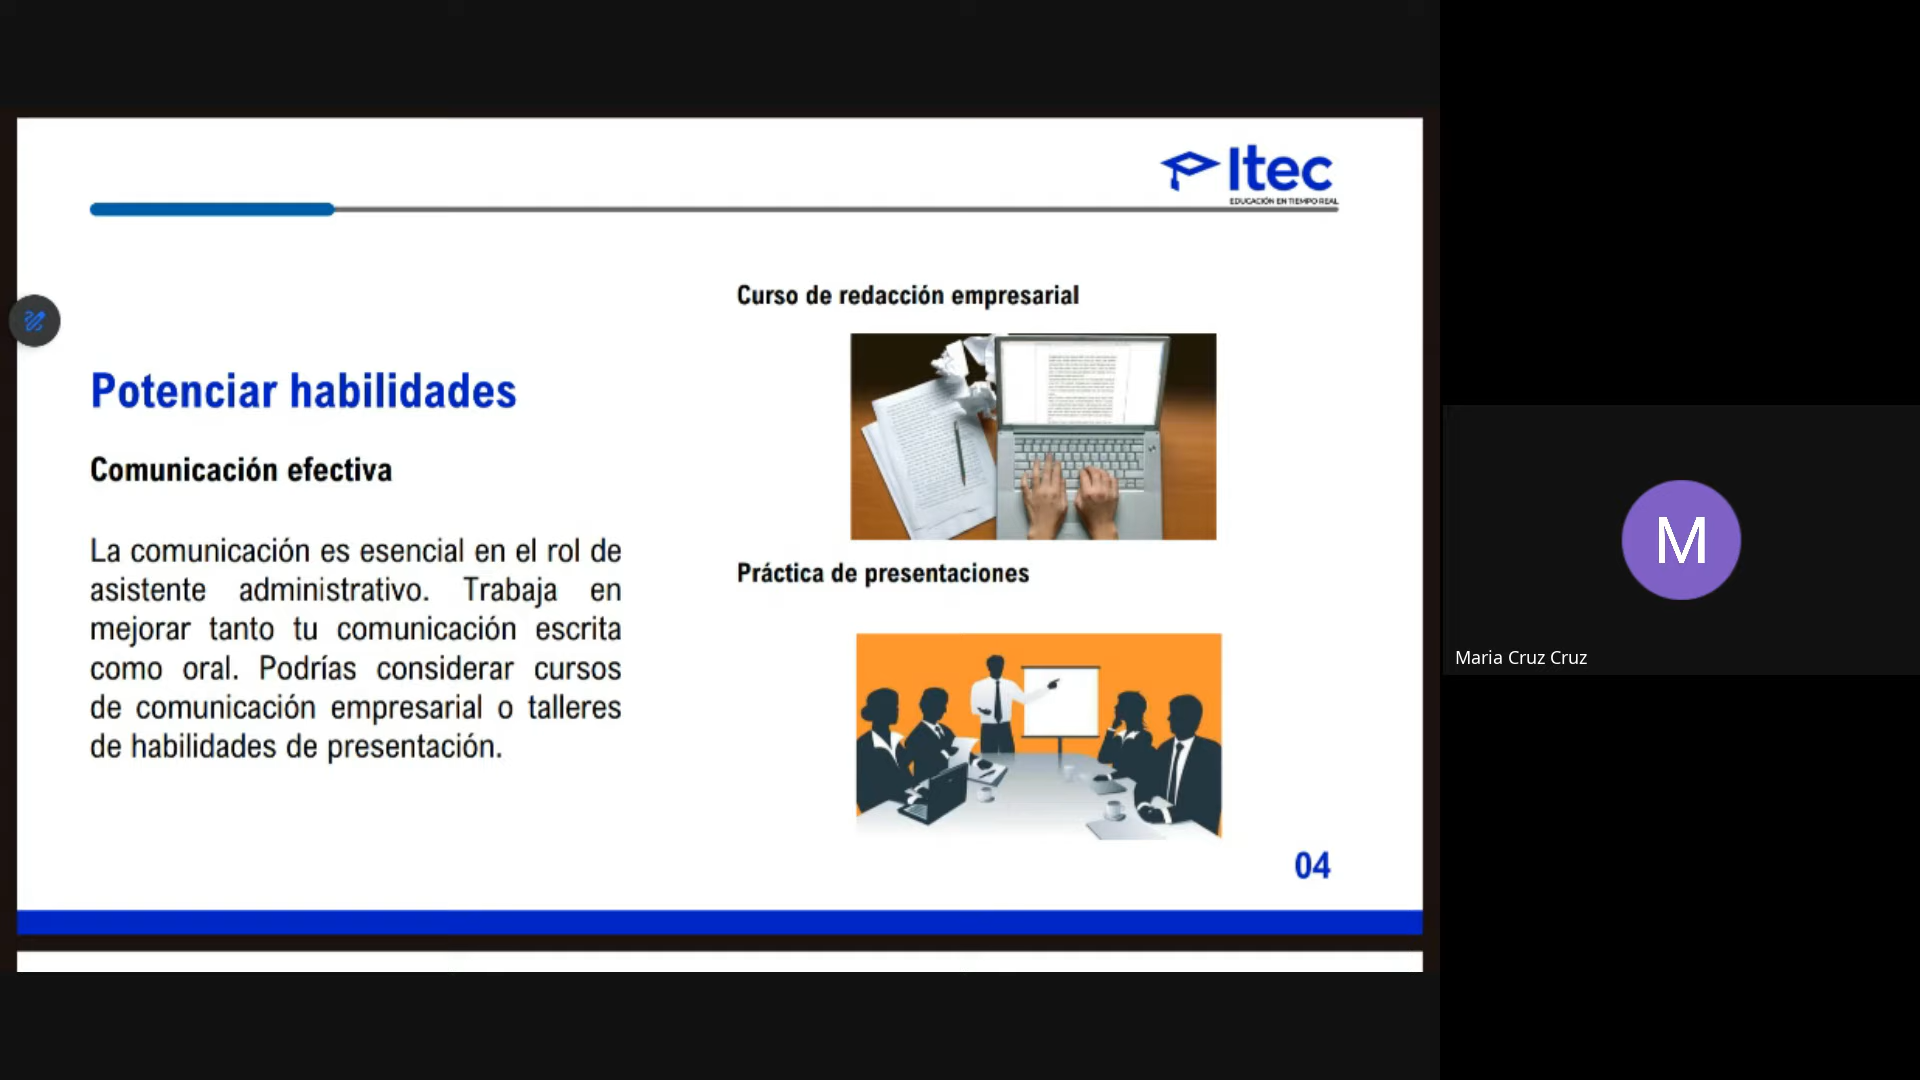 Itec
EDUCACIÓN EN TIEMPO REAL
Potenciar habilidades
Comunicación efectiva
La comunicación es esencial en el rol de
asistente administrativo. Trabaja en
mejorar tanto tu comunicación escrita
como oral. Podrías considerar cursos
de comunicación empresarial o talleres
de habilidades de presentación.
Curso de redacción empresarial
Práctica de presentaciones
04
M
Maria Cruz Cruz